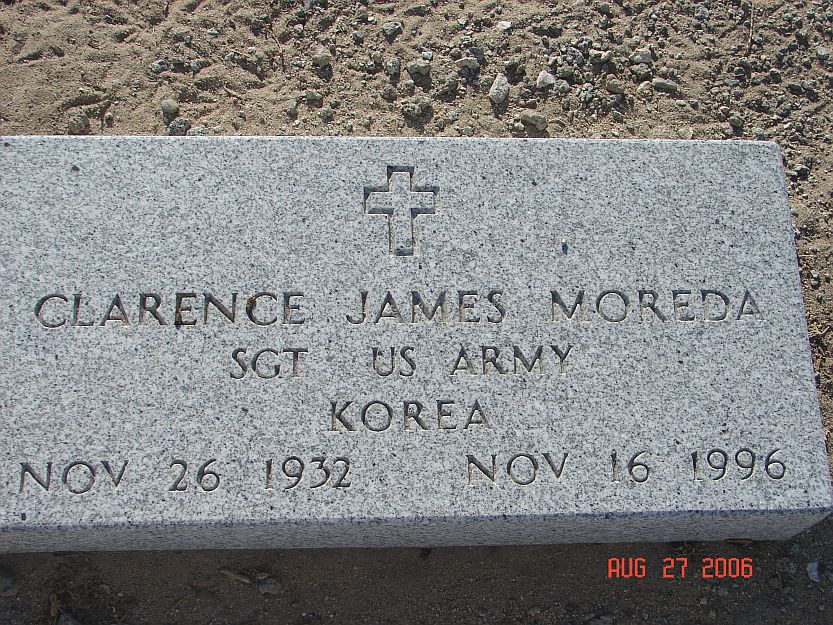 CLARENCE JAMES MOREDA
SGT US ARMY
KOREA
NOV 26 1932 NOV 16 1996
AUG 27 2006